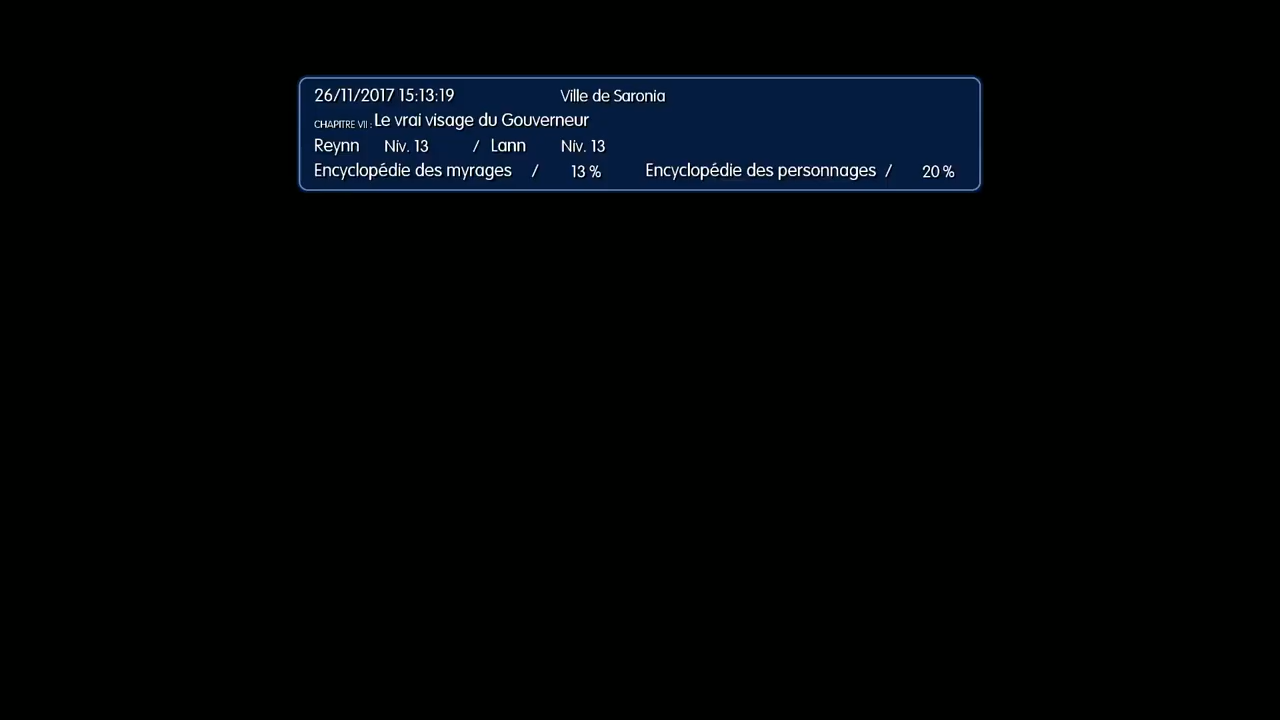 26/11/2017 15:13:19 Ville de Saronia
CHAPITRE VII : Le vrai visage du Gouverneur
Reynn Niv. 13 / Lann Niv. 13
Encyclopédie des myrages / 13 % Encyclopédie des personnages / 20 %